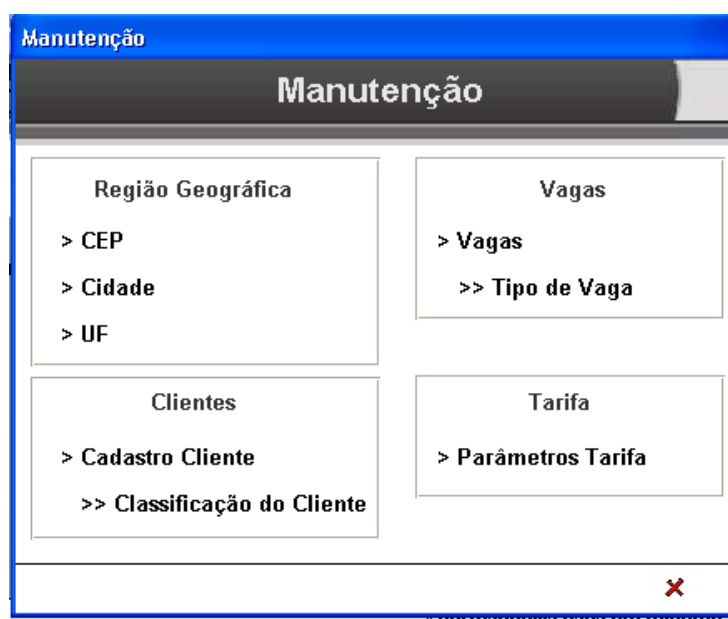 Manutenção
Manutenção
Região Geográfica
> CEP
> Cidade
> UF
Vagas
> Vagas
>> Tipo de Vaga
Clientes
> Cadastro Cliente
>> Classificação do Cliente
Tarifa
> Parâmetros Tarifa